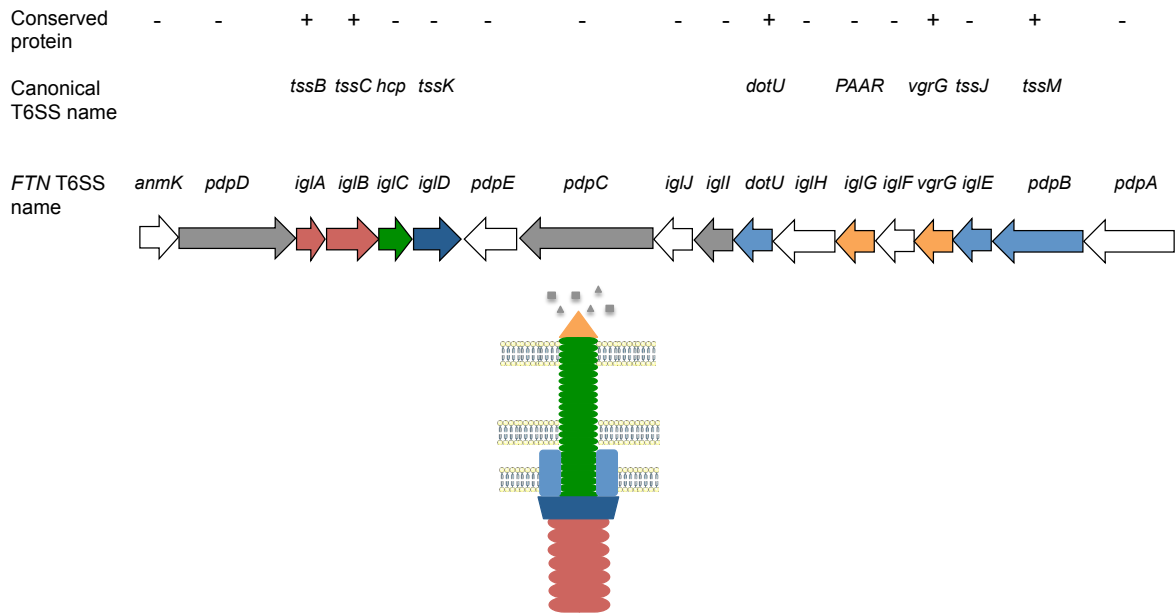 Conserved - - + + - - - - - - + - - - + - + -
protein
Canonical tssB tssC hcp tssK dotU PAAR vgrG tssJ tssM
T6SS name
FTN T6SS anmK pdpD iglA iglB iglC iglD pdpE pdpC iglJ iglI dotU iglH iglG iglF vgrG iglE pdpB pdpA
name